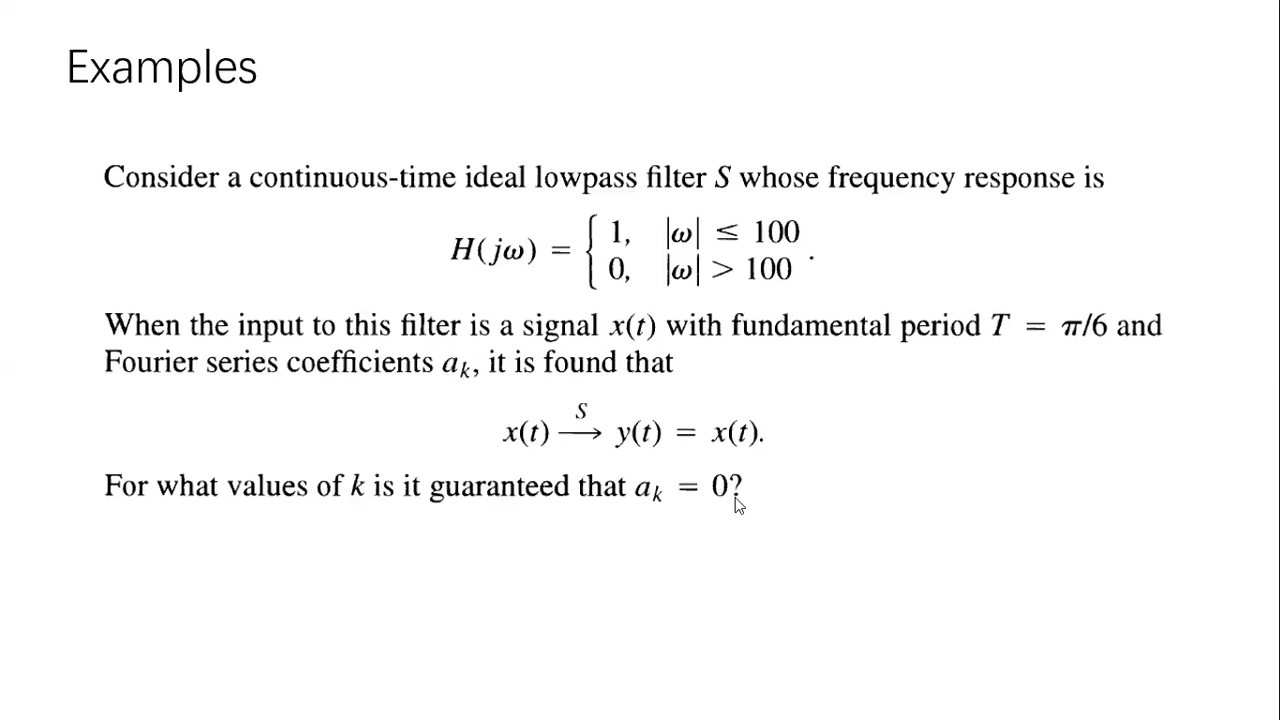 Examples
Consider a continuous-time ideal lowpass filter S whose frequency response is
H(jω) = { 1, |ω| ≤ 100
0, |ω| > 100 .
When the input to this filter is a signal x(t) with fundamental period T = π/6 and
Fourier series coefficients aₖ, it is found that
x(t) —S→ y(t) = x(t).
For what values of k is it guaranteed that aₖ = 0?